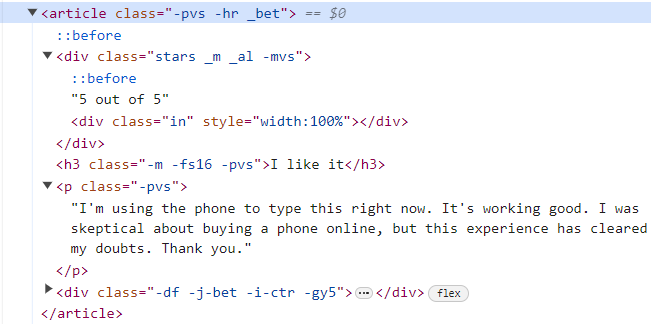 ▼<article class="-pvs -hr _bet"> == $0
::before
▼<div class="stars _m _al -mvs">
::before
"5 out of 5"
<div class="in" style="width:100%"></div>
</div>
<h3 class="-m -fs16 -pvs">I like it</h3>
▼<p class="-pvs">
"I'm using the phone to type this right now. It's working good. I was
skeptical about buying a phone online, but this experience has cleared
my doubts. Thank you."
</p>
▶<div class="-df -j-bet -i-ctr -gy5">⋯</div> flex
</article>